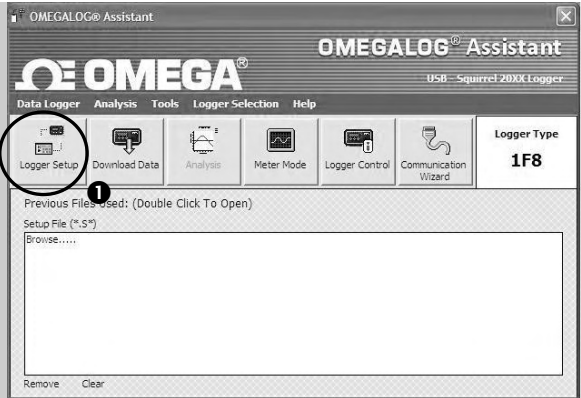 OMEGALOG® Assistant
OMEGALOG® Assistant
ΩE OMEGA®
USB - Squirrel 20XX Logger
Data Logger Analysis Tools Logger Selection Help
Logger Setup
Download Data
Analysis
Meter Mode
Logger Control
Communication
Wizard
Logger Type
1F8
1
Previous Files Used: (Double Click To Open)
Setup File (*.S*)
Browse.....
Remove Clear